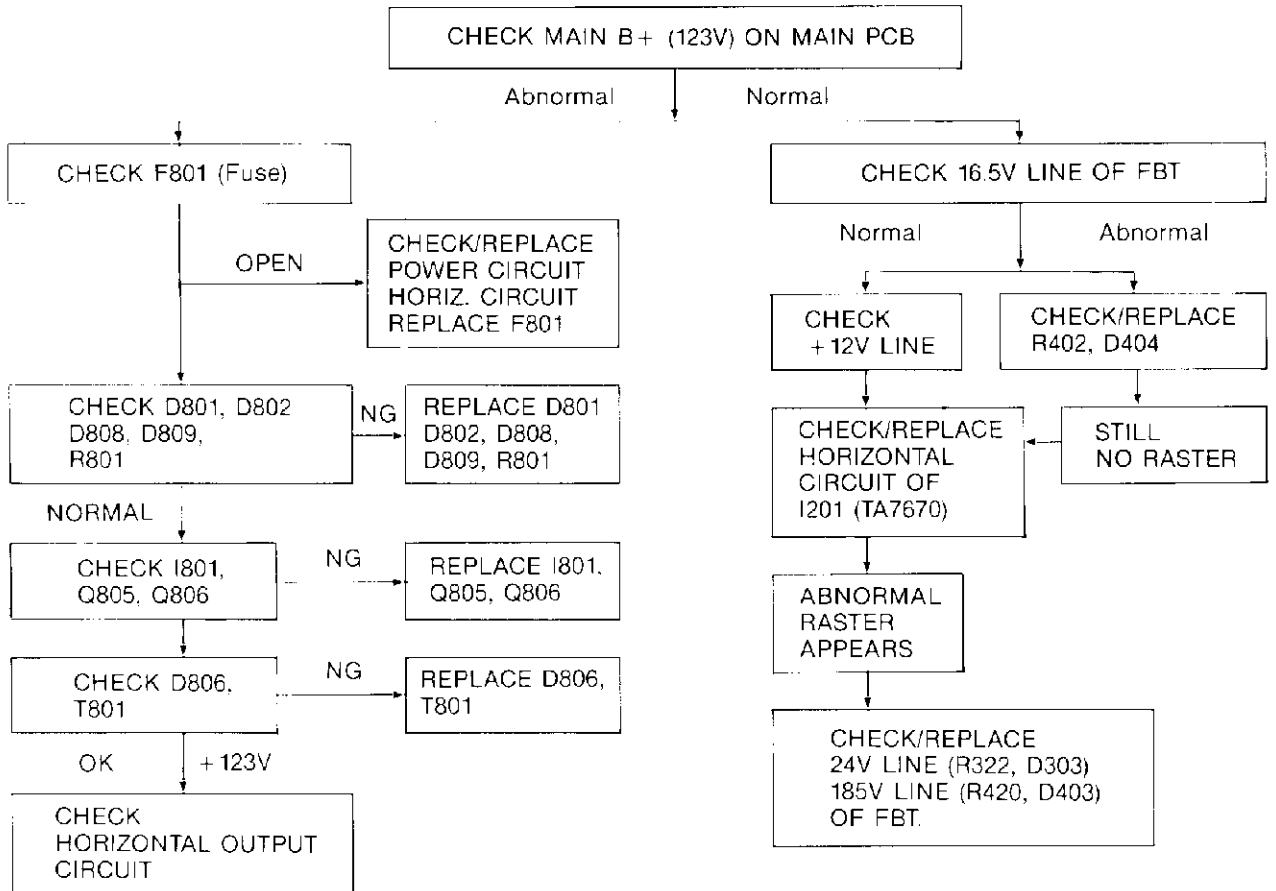 CHECK MAIN B+ (123V) ON MAIN PCB
Abnormal
Normal
CHECK F801 (Fuse)
OPEN
CHECK/REPLACE
POWER CIRCUIT
HORIZ. CIRCUIT
REPLACE F801
CHECK D801, D802
D808, D809,
R801
NG
REPLACE D801
D802, D808,
D809, R801
NORMAL
CHECK I801,
Q805, Q806
NG
REPLACE I801,
Q805, Q806
CHECK D806,
T801
NG
REPLACE D806,
T801
OK
+123V
CHECK
HORIZONTAL OUTPUT
CIRCUIT
CHECK 16.5V LINE OF FBT
Normal
Abnormal
CHECK
+12V LINE
CHECK/REPLACE
R402, D404
CHECK/REPLACE
HORIZONTAL
CIRCUIT OF
I201 (TA7670)
STILL
NO RASTER
ABNORMAL
RASTER
APPEARS
CHECK/REPLACE
24V LINE (R322, D303)
185V LINE (R420, D403)
OF FBT.